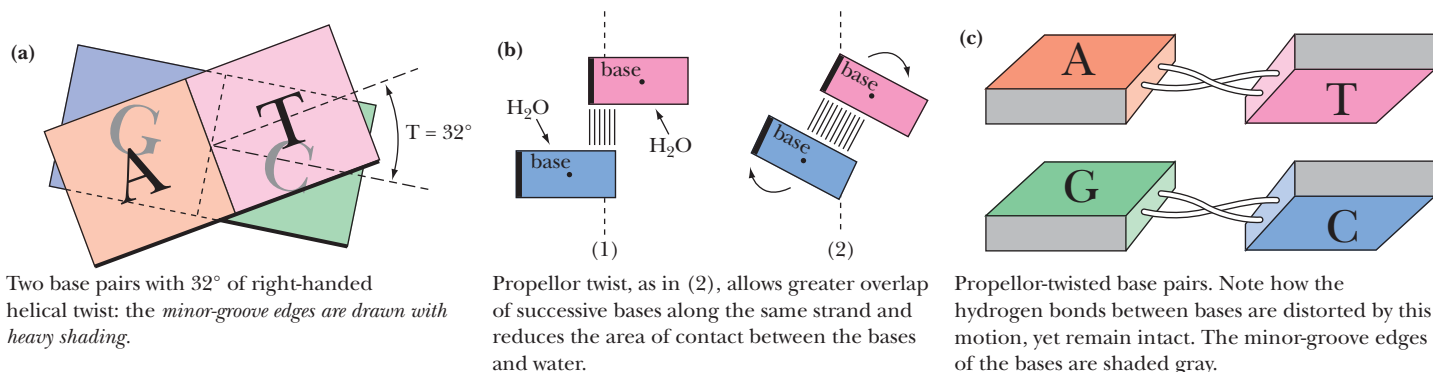 (a)
G
A
T
C
T = 32°
Two base pairs with 32° of right-handed
helical twist: the minor-groove edges are drawn with
heavy shading.
(b)
base
H₂O
H₂O
base
(1)
base
base
(2)
Propellor twist, as in (2), allows greater overlap
of successive bases along the same strand and
reduces the area of contact between the bases
and water.
(c)
A
T
G
C
Propellor-twisted base pairs. Note how the
hydrogen bonds between bases are distorted by this
motion, yet remain intact. The minor-groove edges
of the bases are shaded gray.